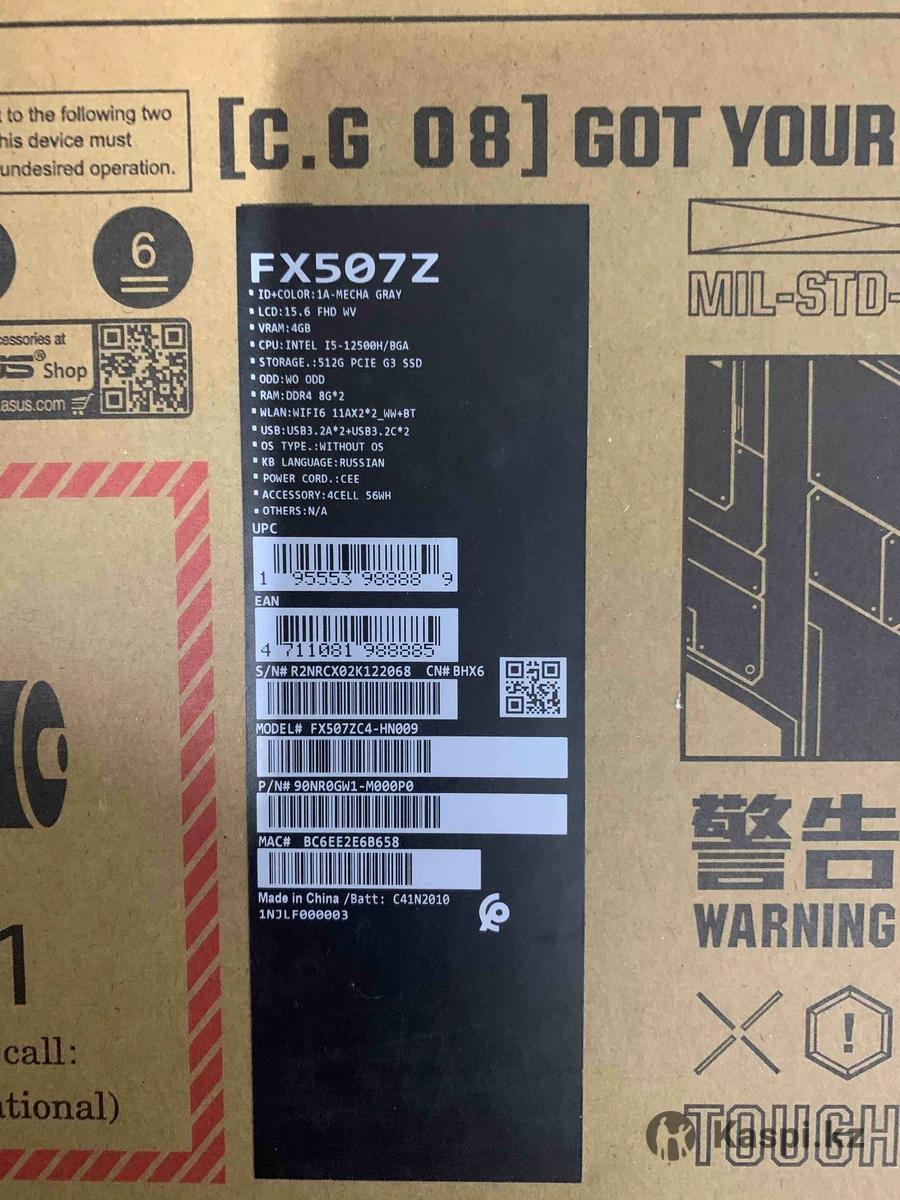 t to the following two
his device must
undesired operation.
[C.G 08] GOT YOUR
6
cessories at
US® Shop
.asus.com
MIL-STD-
FX507Z
▪ ID+COLOR:1A-MECHA GRAY
▪ LCD:15.6 FHD WV
▪ VRAM:4GB
▪ CPU:INTEL I5-12500H/BGA
▪ STORAGE.:512G PCIE G3 SSD
▪ ODD:WO ODD
▪ RAM:DDR4 8G*2
▪ WLAN:WIFI6 11AX2*2_WW+BT
▪ USB:USB3.2A*2+USB3.2C*2
▪ OS TYPE.:WITHOUT OS
▪ KB LANGUAGE:RUSSIAN
▪ POWER CORD.:CEE
▪ ACCESSORY:4CELL 56WH
▪ OTHERS:N/A
UPC
1 95553 98888 9
EAN
4 711081 988885
S/N# R2NRCX02K122068 CN# BHX6
MODEL# FX507ZC4-HN009
P/N# 90NR0GW1-M000P0
MAC# BC6EE2E6B658
Made in China /Batt: C41N2010
1NJLF000003
警告
WARNING
1
call:
ational)
TOUGH
Kaspi.kz